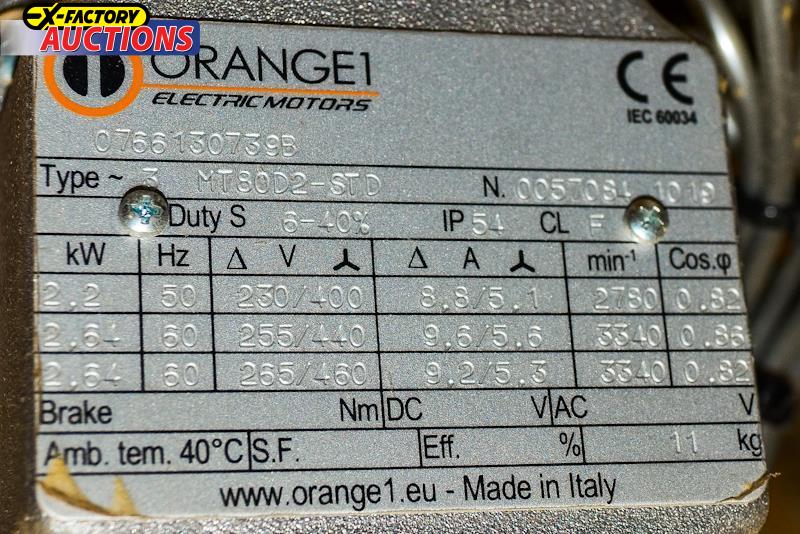 X-FACTORY
AUCTIONS
ORANGE1
ELECTRIC MOTORS
CE
IEC 60034
0766130739B
Type ~ 3 MT80D2-STD N. 0057084 1019
Duty S 6-40% IP 54 CL F
kW Hz Δ V Δ A min-1 Cos.φ
2,2 50 230/400 8,8/5,1 2780 0,82
2,64 60 255/440 9,6/5,6 3340 0,86
2,64 60 265/460 9,2/5,3 3340 0,82
Brake Nm DC V AC V
Amb. tem. 40°C S.F. Eff. % 11 kg
www.orange1.eu - Made in Italy